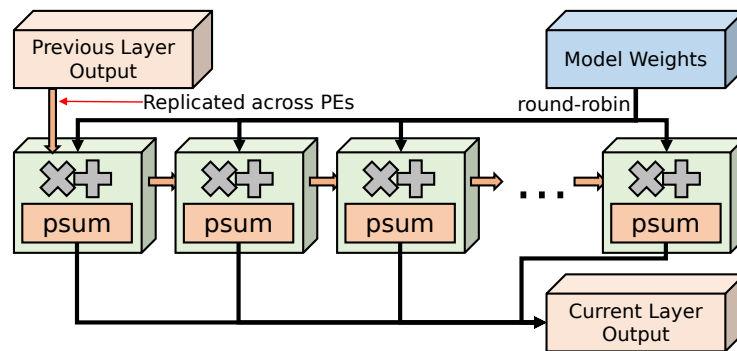 Previous Layer
Output
Model Weights
Replicated across PEs
round-robin
psum
psum
psum
...
psum
Current Layer
Output